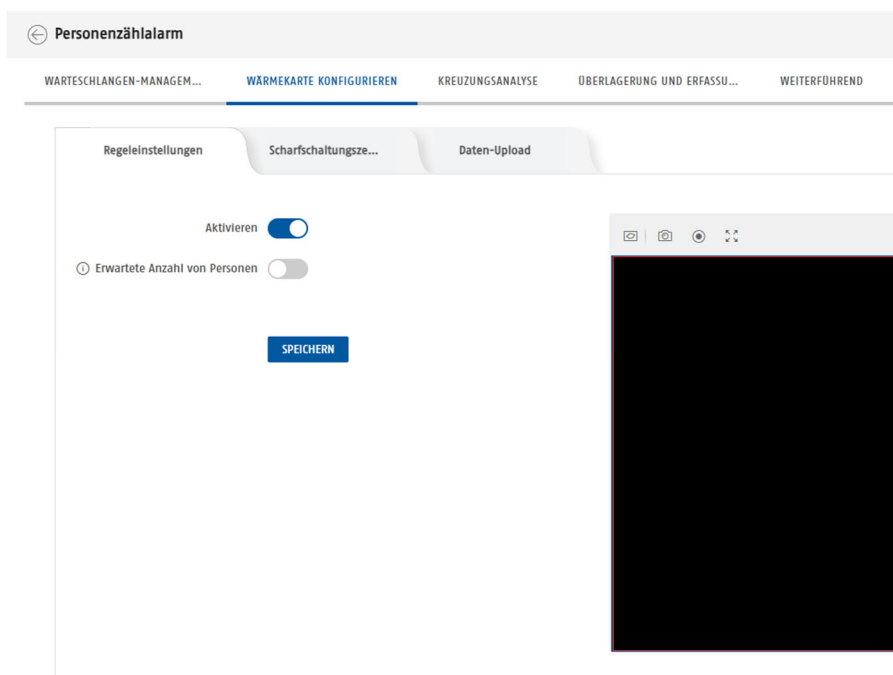 Personenzählalarm
WARTESCHLANGEN-MANAGEM... WÄRMEKARTE KONFIGURIEREN KREUZUNGSANALYSE ÜBERLAGERUNG UND ERFASSU... WEITERFÜHREND
Regeleinstellungen Scharfschaltungsze... Daten-Upload
Aktivieren
Erwartete Anzahl von Personen
SPEICHERN